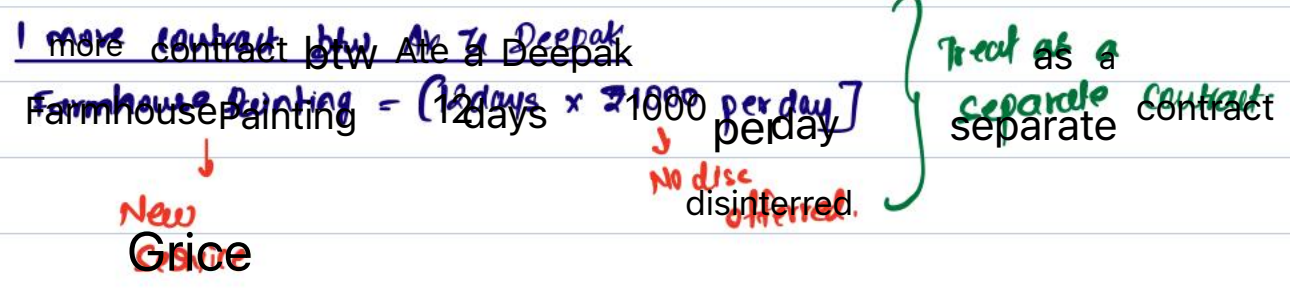 1 more contract btw & Deepak
Treat as a
Farmhouse Painting = (12 days × ₹1000 per day]
separate contract
No disc
offerred.
New
Service